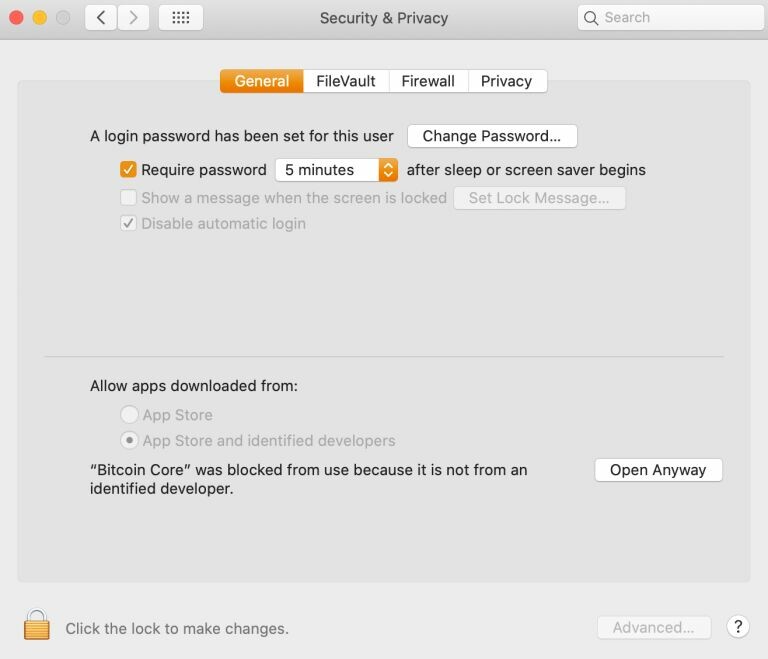 Security & Privacy
Search
General
FileVault
Firewall
Privacy
A login password has been set for this user
Change Password...
Require password 5 minutes after sleep or screen saver begins
Show a message when the screen is locked
Set Lock Message...
Disable automatic login
Allow apps downloaded from:
App Store
App Store and identified developers
“Bitcoin Core” was blocked from use because it is not from an
identified developer.
Open Anyway
Click the lock to make changes.
Advanced...
?